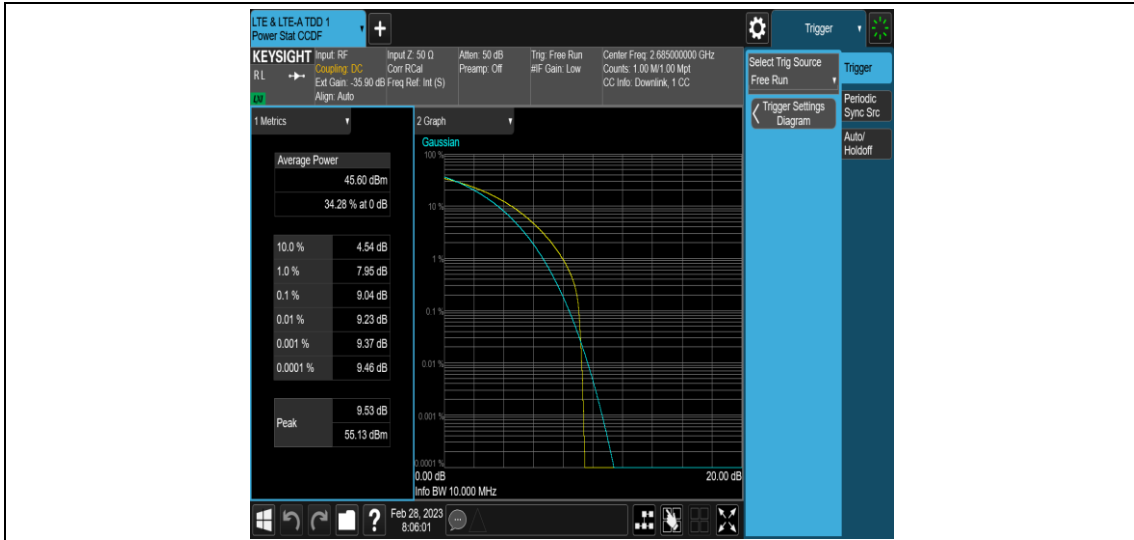 LTE & LTE-A TDD 1
Power Stat CCDF
+
Trigger
KEYSIGHT
R L
LXI
Input: RF
Coupling: DC
Ext Gain: -35.90 dB
Align: Auto
Input Z: 50 Ω
Corr RCal
Freq Ref: Int (S)
Atten: 50 dB
Preamp: Off
Trig: Free Run
#IF Gain: Low
Center Freq: 2.685000000 GHz
Counts: 1.00 M/1.00 Mpt
CC Info: Downlink, 1 CC
Select Trig Source
Free Run
Trigger Settings
Diagram
Trigger
Periodic
Sync Src
Auto/
Holdoff
1 Metrics
Average Power
45.60 dBm
34.28 % at 0 dB
10.0 % 4.54 dB
1.0 % 7.95 dB
0.1 % 9.04 dB
0.01 % 9.23 dB
0.001 % 9.37 dB
0.0001 % 9.46 dB
Peak
9.53 dB
55.13 dBm
2 Graph
Gaussian
100 %
10 %
1 %
0.1 %
0.01 %
0.001 %
0.0001 %
0.00 dB
20.00 dB
Info BW 10.000 MHz
?
Feb 28, 2023
8:06:01